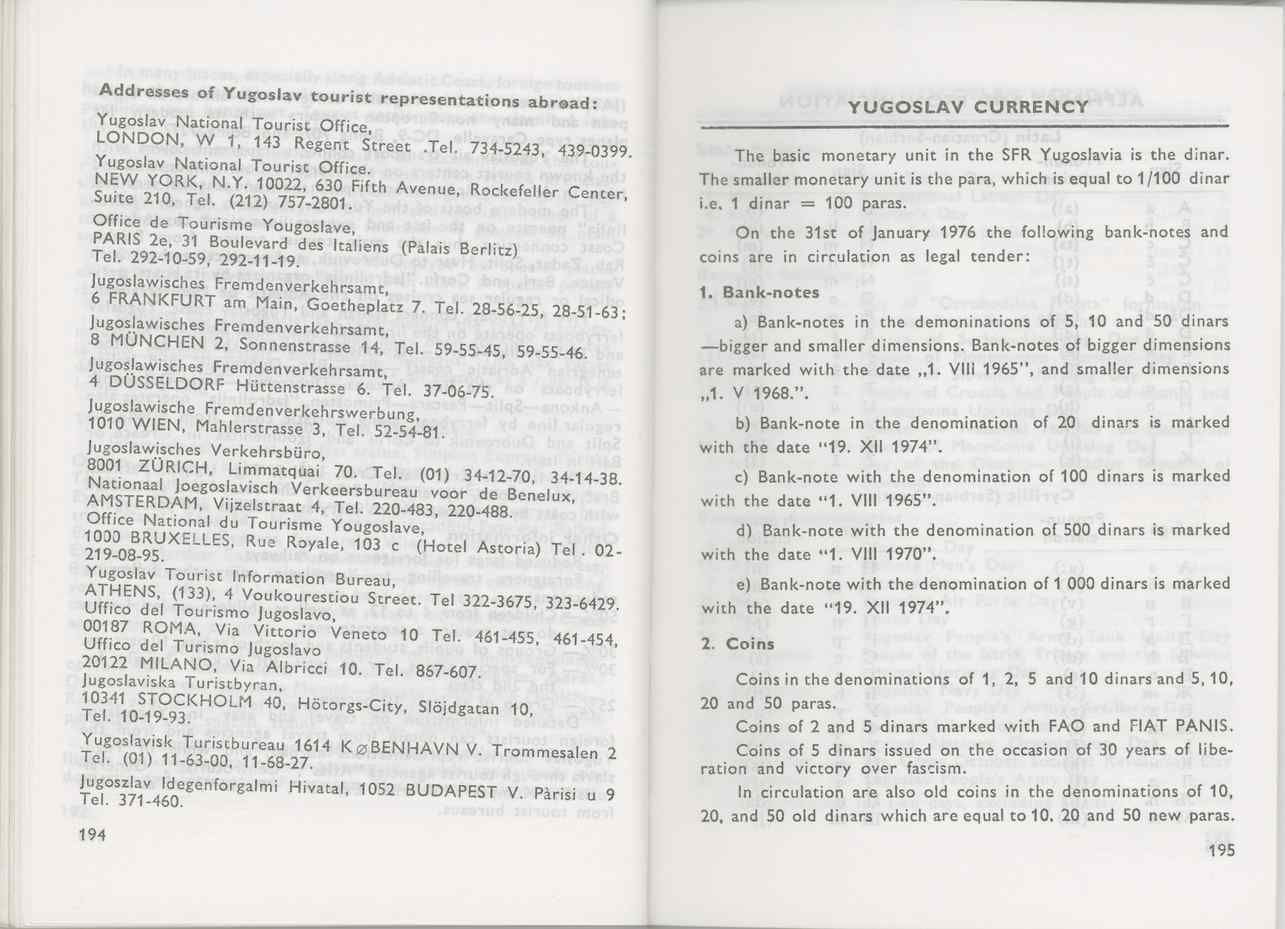 Addresses of Yugoslav tourist representations abroad:
Yugoslav National Tourist Office,
LONDON, W 1, 143 Regent Street .Tel. 734-5243, 439-0399.
Yugoslav National Tourist Office.
NEW YORK, N.Y. 10022, 630 Fifth Avenue, Rockefeller Center,
Suite 210, Tel. (212) 757-2801.
Office de Tourisme Yougoslave,
PARIS 2e, 31 Boulevard des Italiens (Palais Berlitz)
Tel. 292-10-59, 292-11-19.
Jugoslawisches Fremdenverkehrsamt,
6 FRANKFURT am Main, Goetheplatz 7. Tel. 28-56-25, 28-51-63;
Jugoslawisches Fremdenverkehrsamt,
8 MÜNCHEN 2, Sonnenstrasse 14, Tel. 59-55-45, 59-55-46.
Jugoslawisches Fremdenverkehrsamt,
4 DÜSSELDORF Hüttenstrasse 6. Tel. 37-06-75.
Jugoslawische Fremdenverkehrswerbung,
1010 WIEN, Mahlerstrasse 3, Tel. 52-54-81.
Jugoslawisches Verkehrsbüro,
8001 ZÜRICH, Limmatquai 70. Tel. (01) 34-12-70, 34-14-38.
Nationaal Joegoslavisch Verkeersbureau voor de Benelux,
AMSTERDAM, Vijzelstraat 4, Tel. 220-483, 220-488.
Office National du Tourisme Yougoslave,
1000 BRUXELLES, Rue Royale, 103 c (Hotel Astoria) Tel. 02-
219-08-95.
Yugoslav Tourist Information Bureau,
ATHENS, (133), 4 Voukourestiou Street. Tel 322-3675, 323-6429.
Uffico del Tourismo Jugoslavo,
00187 ROMA, Via Vittorio Veneto 10 Tel. 461-455, 461-454,
Uffico del Turismo Jugoslavo
20122 MILANO, Via Albricci 10. Tel. 867-607.
Jugoslaviska Turistbyran,
10341 STOCKHOLM 40, Hötorgs-City, Slöjdgatan 10,
Tel. 10-19-93.
Yugoslavisk Turistbureau 1614 KøBENHAVN V. Trommesalen 2
Tel. (01) 11-63-00, 11-68-27.
Jugoszlav Idegenforgalmi Hivatal, 1052 BUDAPEST V. Pàrisi u 9
Tel. 371-460.
194
YUGOSLAV CURRENCY
The basic monetary unit in the SFR Yugoslavia is the dinar.
The smaller monetary unit is the para, which is equal to 1/100 dinar
i.e. 1 dinar = 100 paras.
On the 31st of January 1976 the following bank-notes and
coins are in circulation as legal tender:
1. Bank-notes
a) Bank-notes in the demoninations of 5, 10 and 50 dinars
—bigger and smaller dimensions. Bank-notes of bigger dimensions
are marked with the date „1. VIII 1965”, and smaller dimensions
„1. V 1968.”.
b) Bank-note in the denomination of 20 dinars is marked
with the date “19. XII 1974”.
c) Bank-note with the denomination of 100 dinars is marked
with the date “1. VIII 1965”.
d) Bank-note with the denomination of 500 dinars is marked
with the date “1. VIII 1970”.
e) Bank-note with the denomination of 1 000 dinars is marked
with the date “19. XII 1974”.
2. Coins
Coins in the denominations of 1, 2, 5 and 10 dinars and 5, 10,
20 and 50 paras.
Coins of 2 and 5 dinars marked with FAO and FIAT PANIS.
Coins of 5 dinars issued on the occasion of 30 years of libe-
ration and victory over fascism.
In circulation are also old coins in the denominations of 10,
20, and 50 old dinars which are equal to 10, 20 and 50 new paras.
195